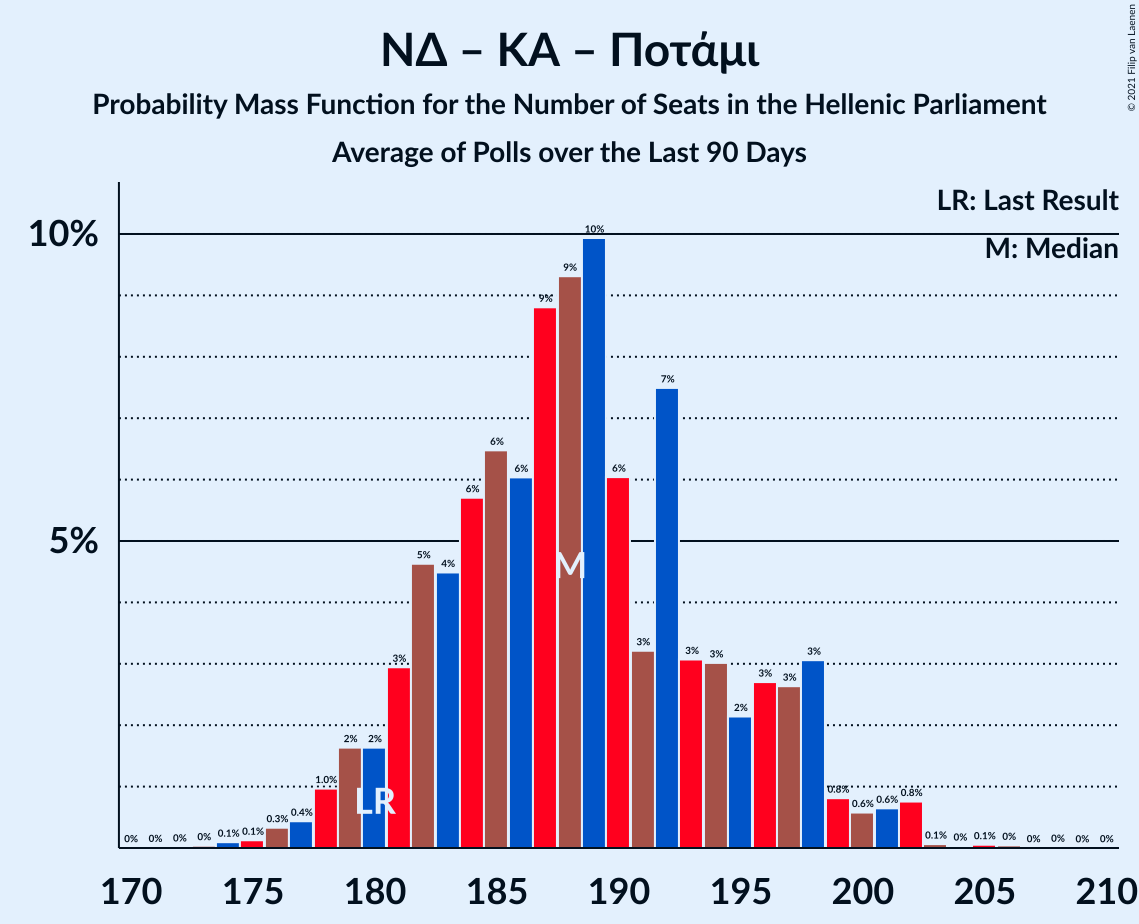 ΝΔ – ΚΑ – Ποτάμι
Probability Mass Function for the Number of Seats in the Hellenic Parliament
Average of Polls over the Last 90 Days
© 2021 Filip van Laenen
LR: Last Result
M: Median
10%
5%
0% 0% 0% 0% 0.1% 0.1% 0.3% 0.4% 1.0% 2% 2% 3% 5% 4% 6% 6% 6% 9% 9% 10% 6% 3% 7% 3% 3% 2% 3% 3% 3% 0.8% 0.6% 0.6% 0.8% 0.1% 0% 0.1% 0% 0% 0% 0% 0%
M
LR
170 175 180 185 190 195 200 205 210